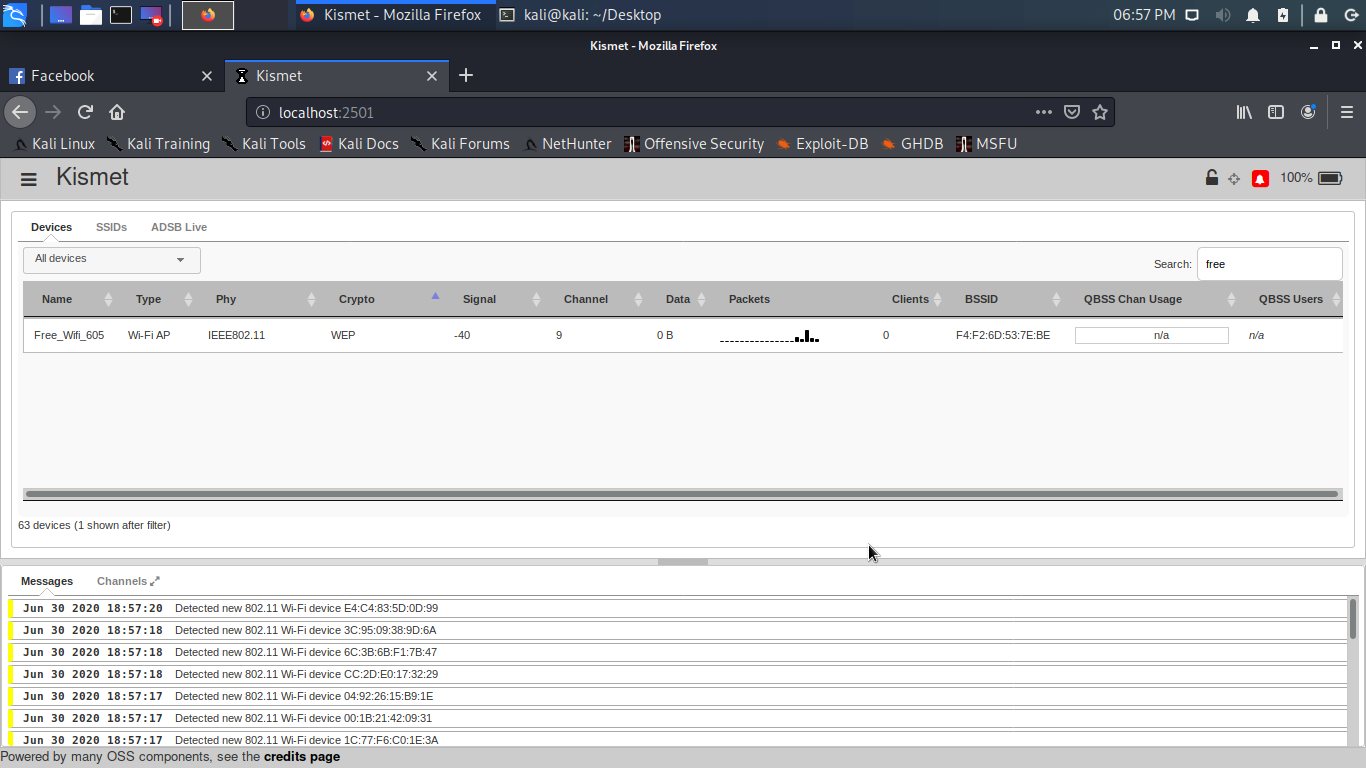 06:57 PM
Kismet - Mozilla Firefox
kali@kali: ~/Desktop
Kismet - Mozilla Firefox
Facebook
Kismet
localhost:2501
Kali Linux
Kali Training
Kali Tools
Kali Docs
Kali Forums
NetHunter
Offensive Security
Exploit-DB
GHDB
MSFU
Kismet
100%
Devices SSIDs ADSB Live
All devices
Search: free
Name Type Phy Crypto Signal Channel Data Packets Clients BSSID QBSS Chan Usage QBSS Users
Free_Wifi_605 Wi-Fi AP IEEE802.11 WEP -40 9 0 B 0 F4:F2:6D:53:7E:BE n/a n/a
63 devices (1 shown after filter)
Messages Channels
Jun 30 2020 18:57:20 Detected new 802.11 Wi-Fi device E4:C4:83:5D:0D:99
Jun 30 2020 18:57:18 Detected new 802.11 Wi-Fi device 3C:95:09:38:9D:6A
Jun 30 2020 18:57:18 Detected new 802.11 Wi-Fi device 6C:3B:6B:F1:7B:47
Jun 30 2020 18:57:18 Detected new 802.11 Wi-Fi device CC:2D:E0:17:32:29
Jun 30 2020 18:57:17 Detected new 802.11 Wi-Fi device 04:92:26:15:B9:1E
Jun 30 2020 18:57:17 Detected new 802.11 Wi-Fi device 00:1B:21:42:09:31
Jun 30 2020 18:57:17 Detected new 802.11 Wi-Fi device 1C:77:F6:C0:1E:3A
Powered by many OSS components, see the credits page